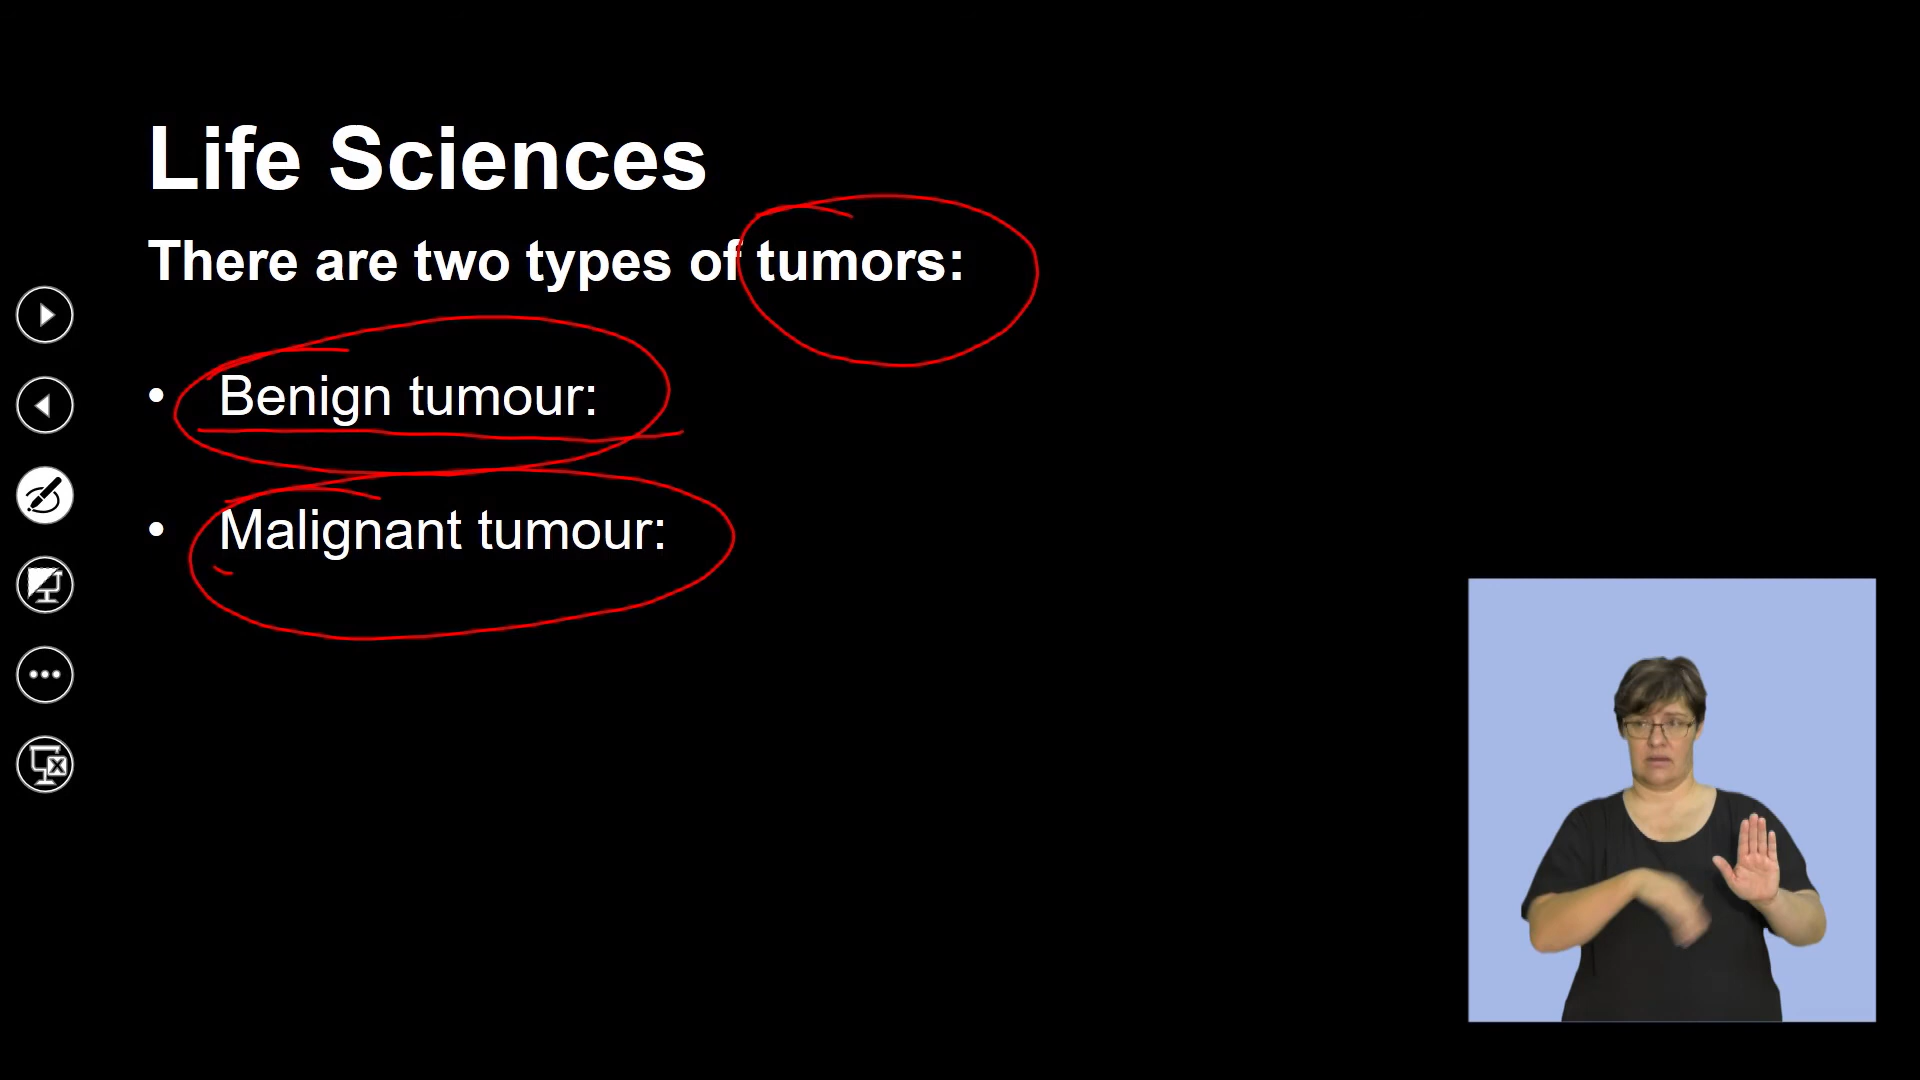 Life Sciences
There are two types of tumors:
• Benign tumour:
• Malignant tumour: